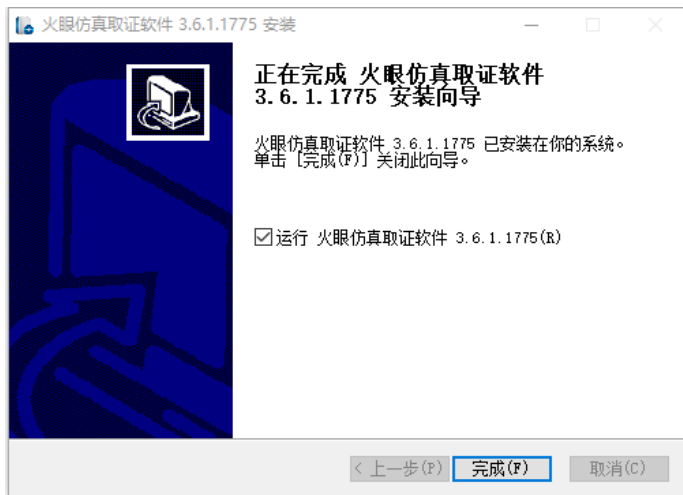 火眼仿真取证软件 3.6.1.1775 安装
正在完成 火眼仿真取证软件
3.6.1.1775 安装向导
火眼仿真取证软件 3.6.1.1775 已安装在你的系统。
单击 [完成(F)] 关闭此向导。
运行 火眼仿真取证软件 3.6.1.1775(R)
< 上一步(P) 完成(F) 取消(C)